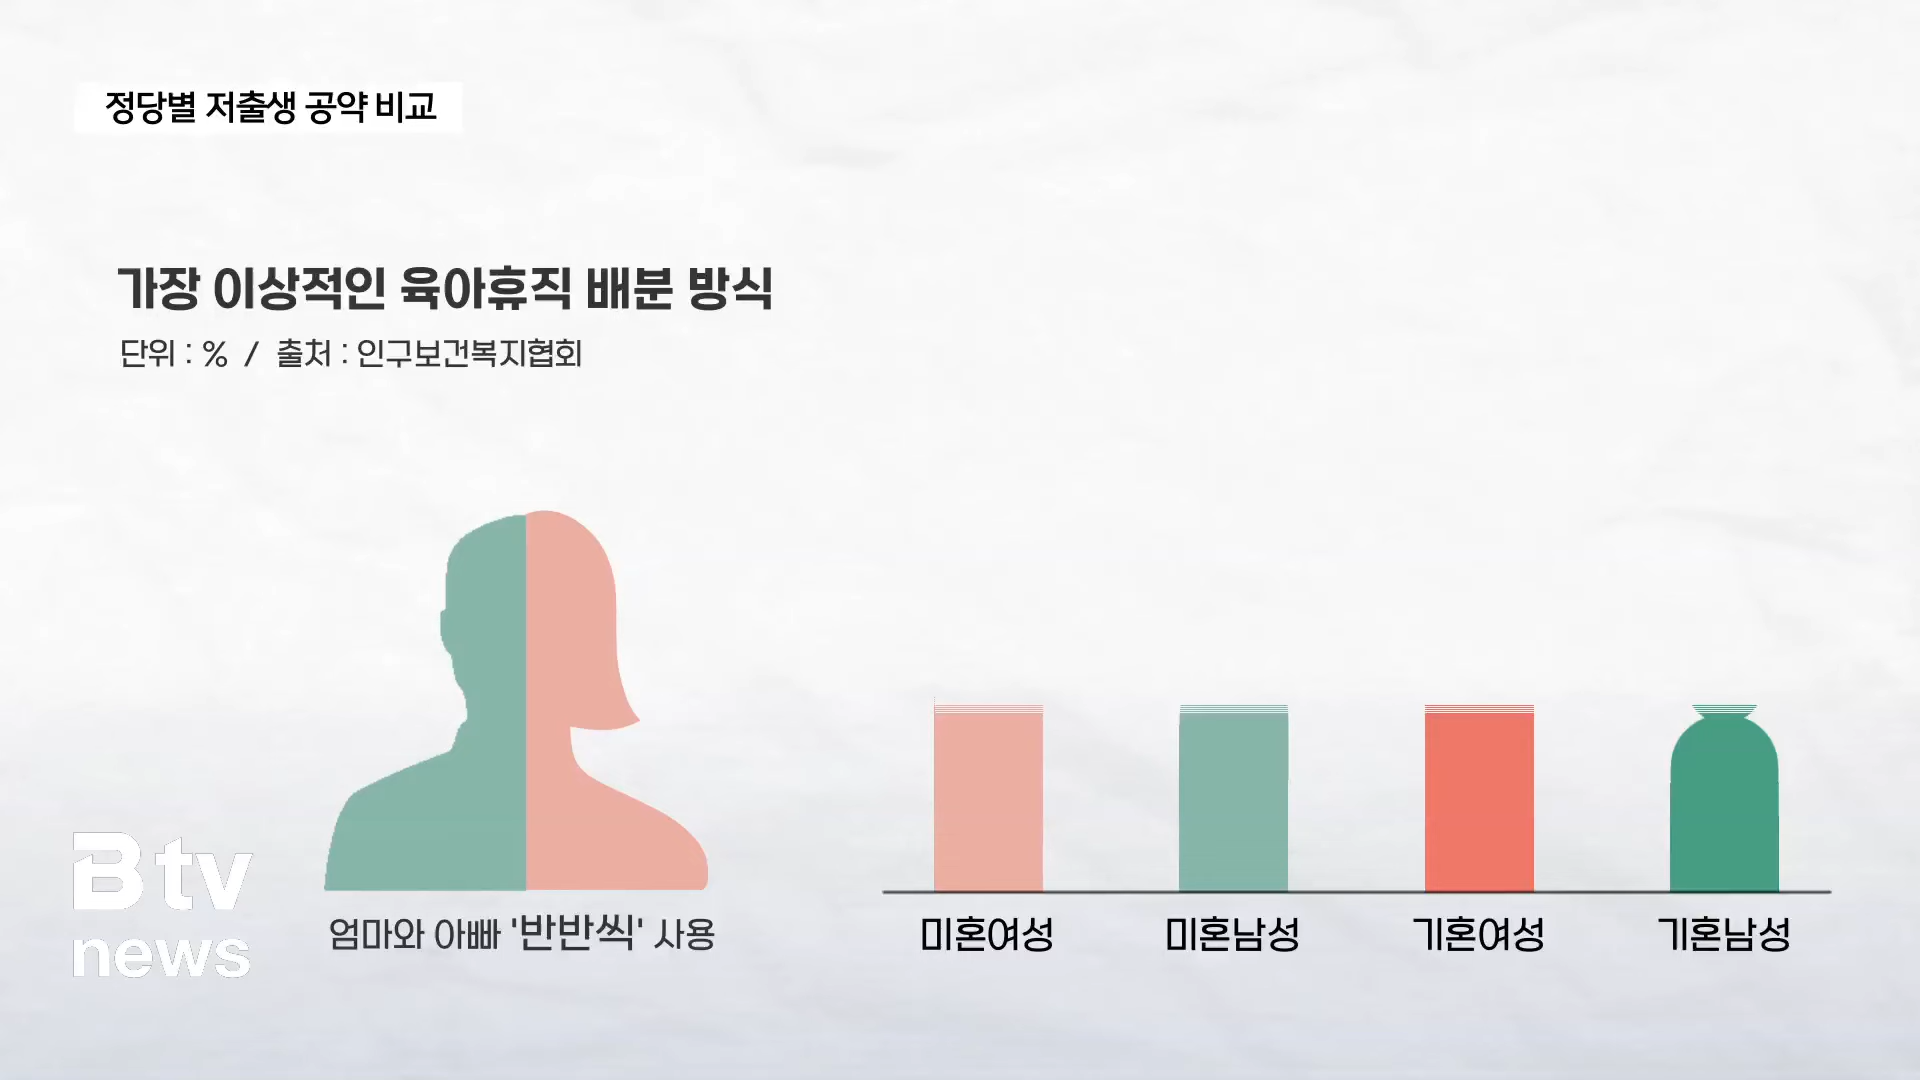 정당별 저출생 공약 비교
가장 이상적인 육아휴직 배분 방식
단위 : % / 출처 : 인구보건복지협회
엄마와 아빠 '반반씩' 사용
미혼여성 미혼남성 기혼여성 기혼남성
B tv
news